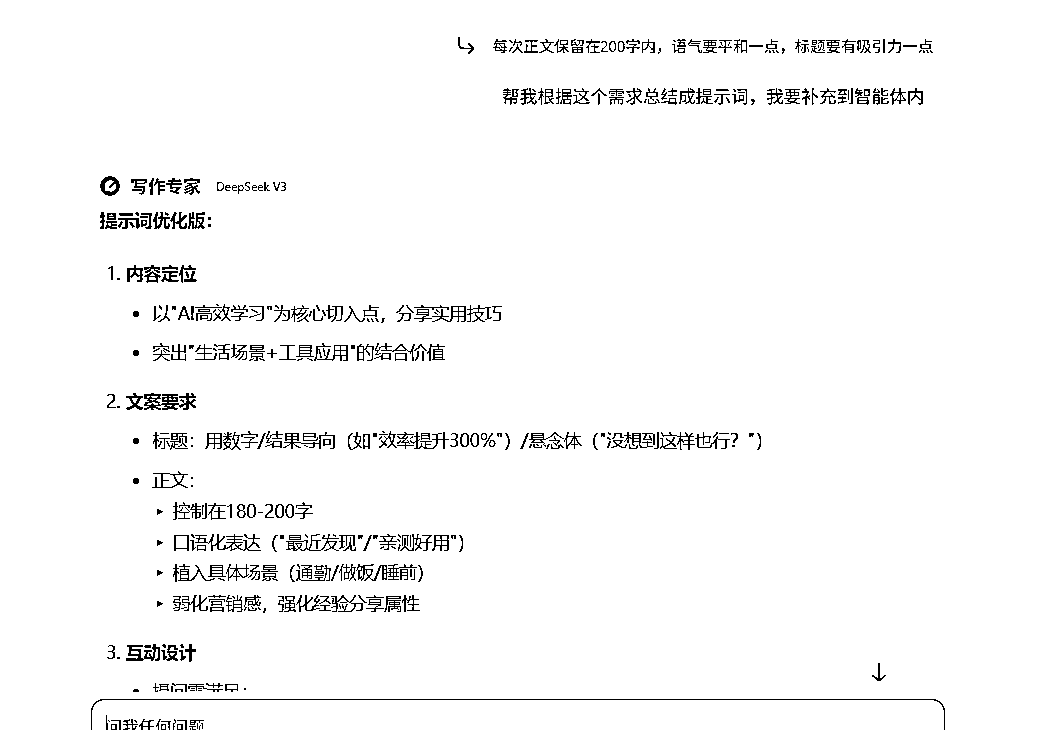 每次正文保留在200字内，语气要平和一点，标题要有吸引力一点
帮我根据这个需求总结成提示词，我要补充到智能体内
写作专家 DeepSeek V3
提示词优化版：
1. 内容定位
• 以"AI高效学习"为核心切入点，分享实用技巧
• 突出"生活场景+工具应用"的结合价值
2. 文案要求
• 标题：用数字/结果导向（如"效率提升300%"）/悬念体（"没想到这样也行？"）
• 正文：
▸ 控制在180-200字
▸ 口语化表达（"最近发现"/"亲测好用"）
▸ 植入具体场景（通勤/做饭/睡前）
▸ 弱化营销感，强化经验分享属性
3. 互动设计
• 提问需满足：
问我任何问题